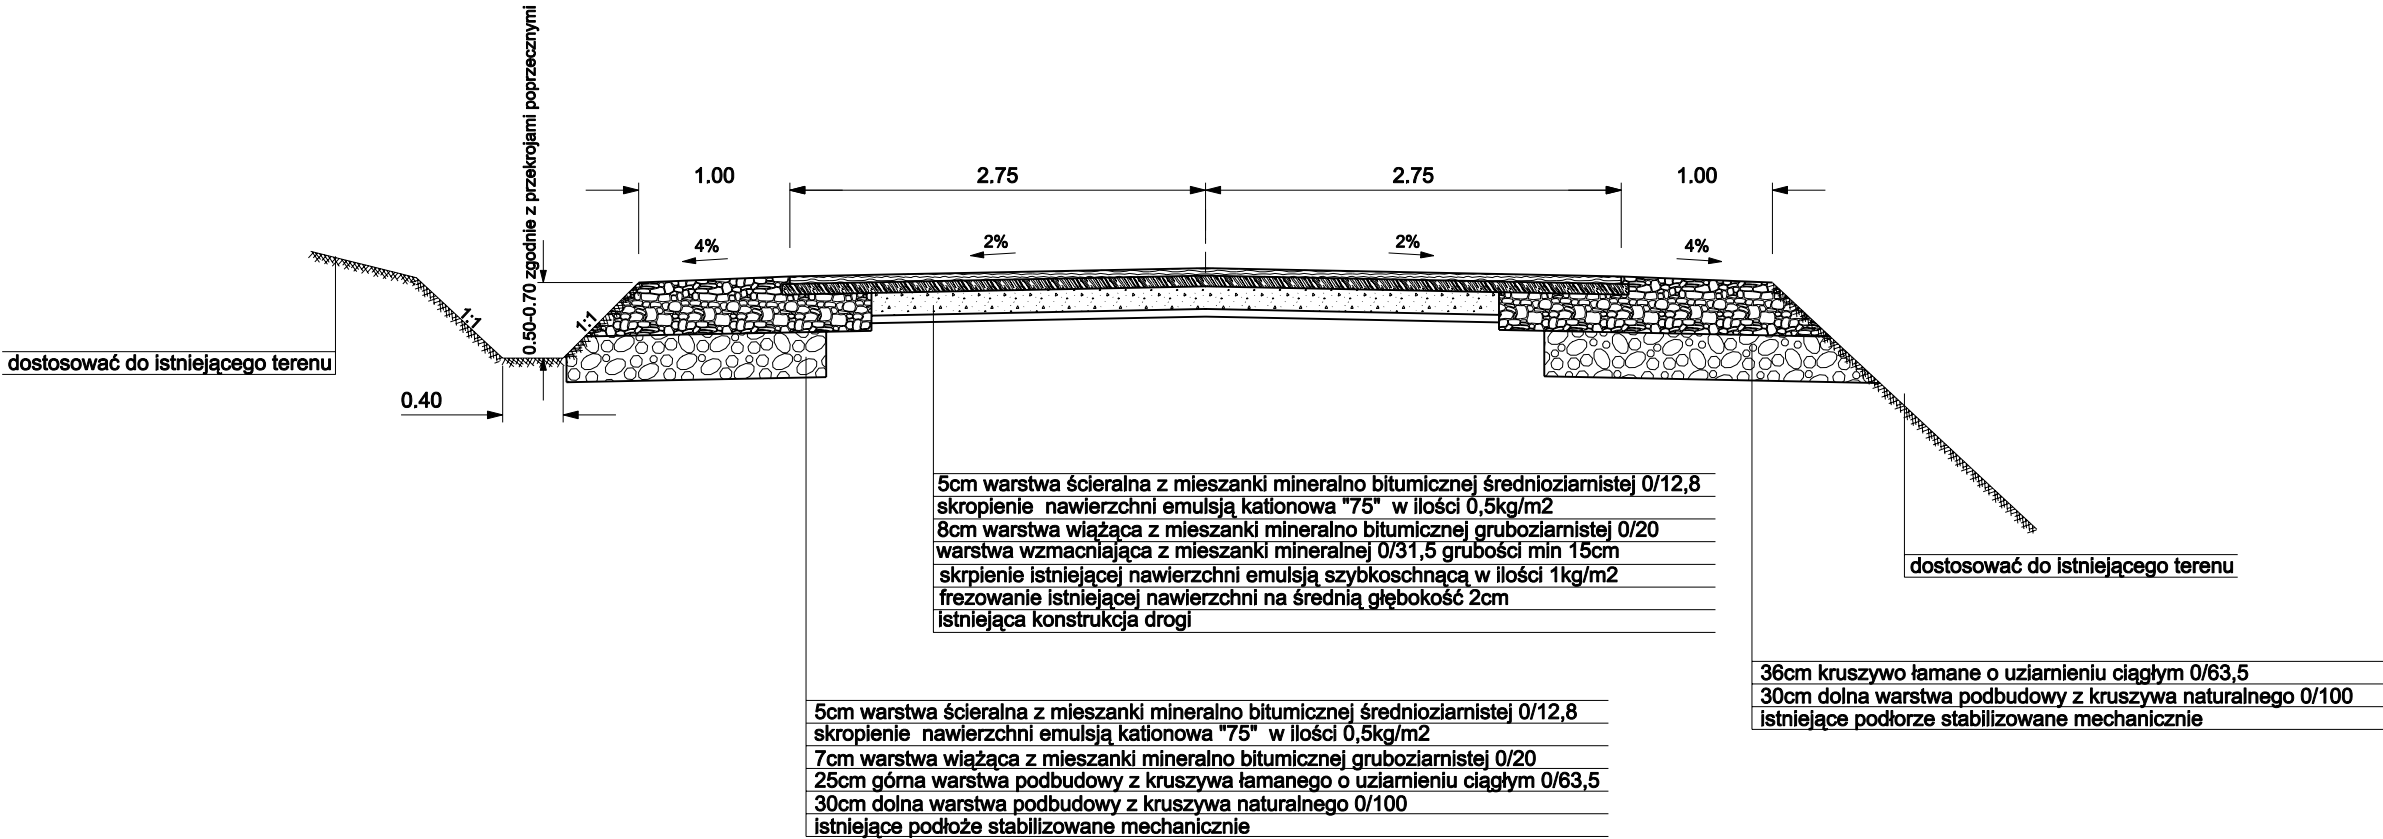 0.50-0.70 zgodnie z przekrojami poprzecznymi
1.00
2.75
2.75
1.00
4%
2%
2%
4%
1:1
1:1
dostosować do istniejącego terenu
0.40
5cm warstwa ścieralna z mieszanki mineralno bitumicznej średnioziarnistej 0/12,8
skropienie nawierzchni emulsją kationowa "75" w ilości 0,5kg/m2
8cm warstwa wiążąca z mieszanki mineralno bitumicznej gruboziarnistej 0/20
warstwa wzmacniająca z mieszanki mineralnej 0/31,5 grubości min 15cm
skrpienie istniejącej nawierzchni emulsją szybkoschnącą w ilości 1kg/m2
frezowanie istniejącej nawierzchni na średnią głębokość 2cm
istniejąca konstrukcja drogi
dostosować do istniejącego terenu
36cm kruszywo łamane o uziarnieniu ciągłym 0/63,5
30cm dolna warstwa podbudowy z kruszywa naturalnego 0/100
istniejące podłorze stabilizowane mechanicznie
5cm warstwa ścieralna z mieszanki mineralno bitumicznej średnioziarnistej 0/12,8
skropienie nawierzchni emulsją kationowa "75" w ilości 0,5kg/m2
7cm warstwa wiążąca z mieszanki mineralno bitumicznej gruboziarnistej 0/20
25cm górna warstwa podbudowy z kruszywa łamanego o uziarnieniu ciągłym 0/63,5
30cm dolna warstwa podbudowy z kruszywa naturalnego 0/100
istniejące podłoże stabilizowane mechanicznie